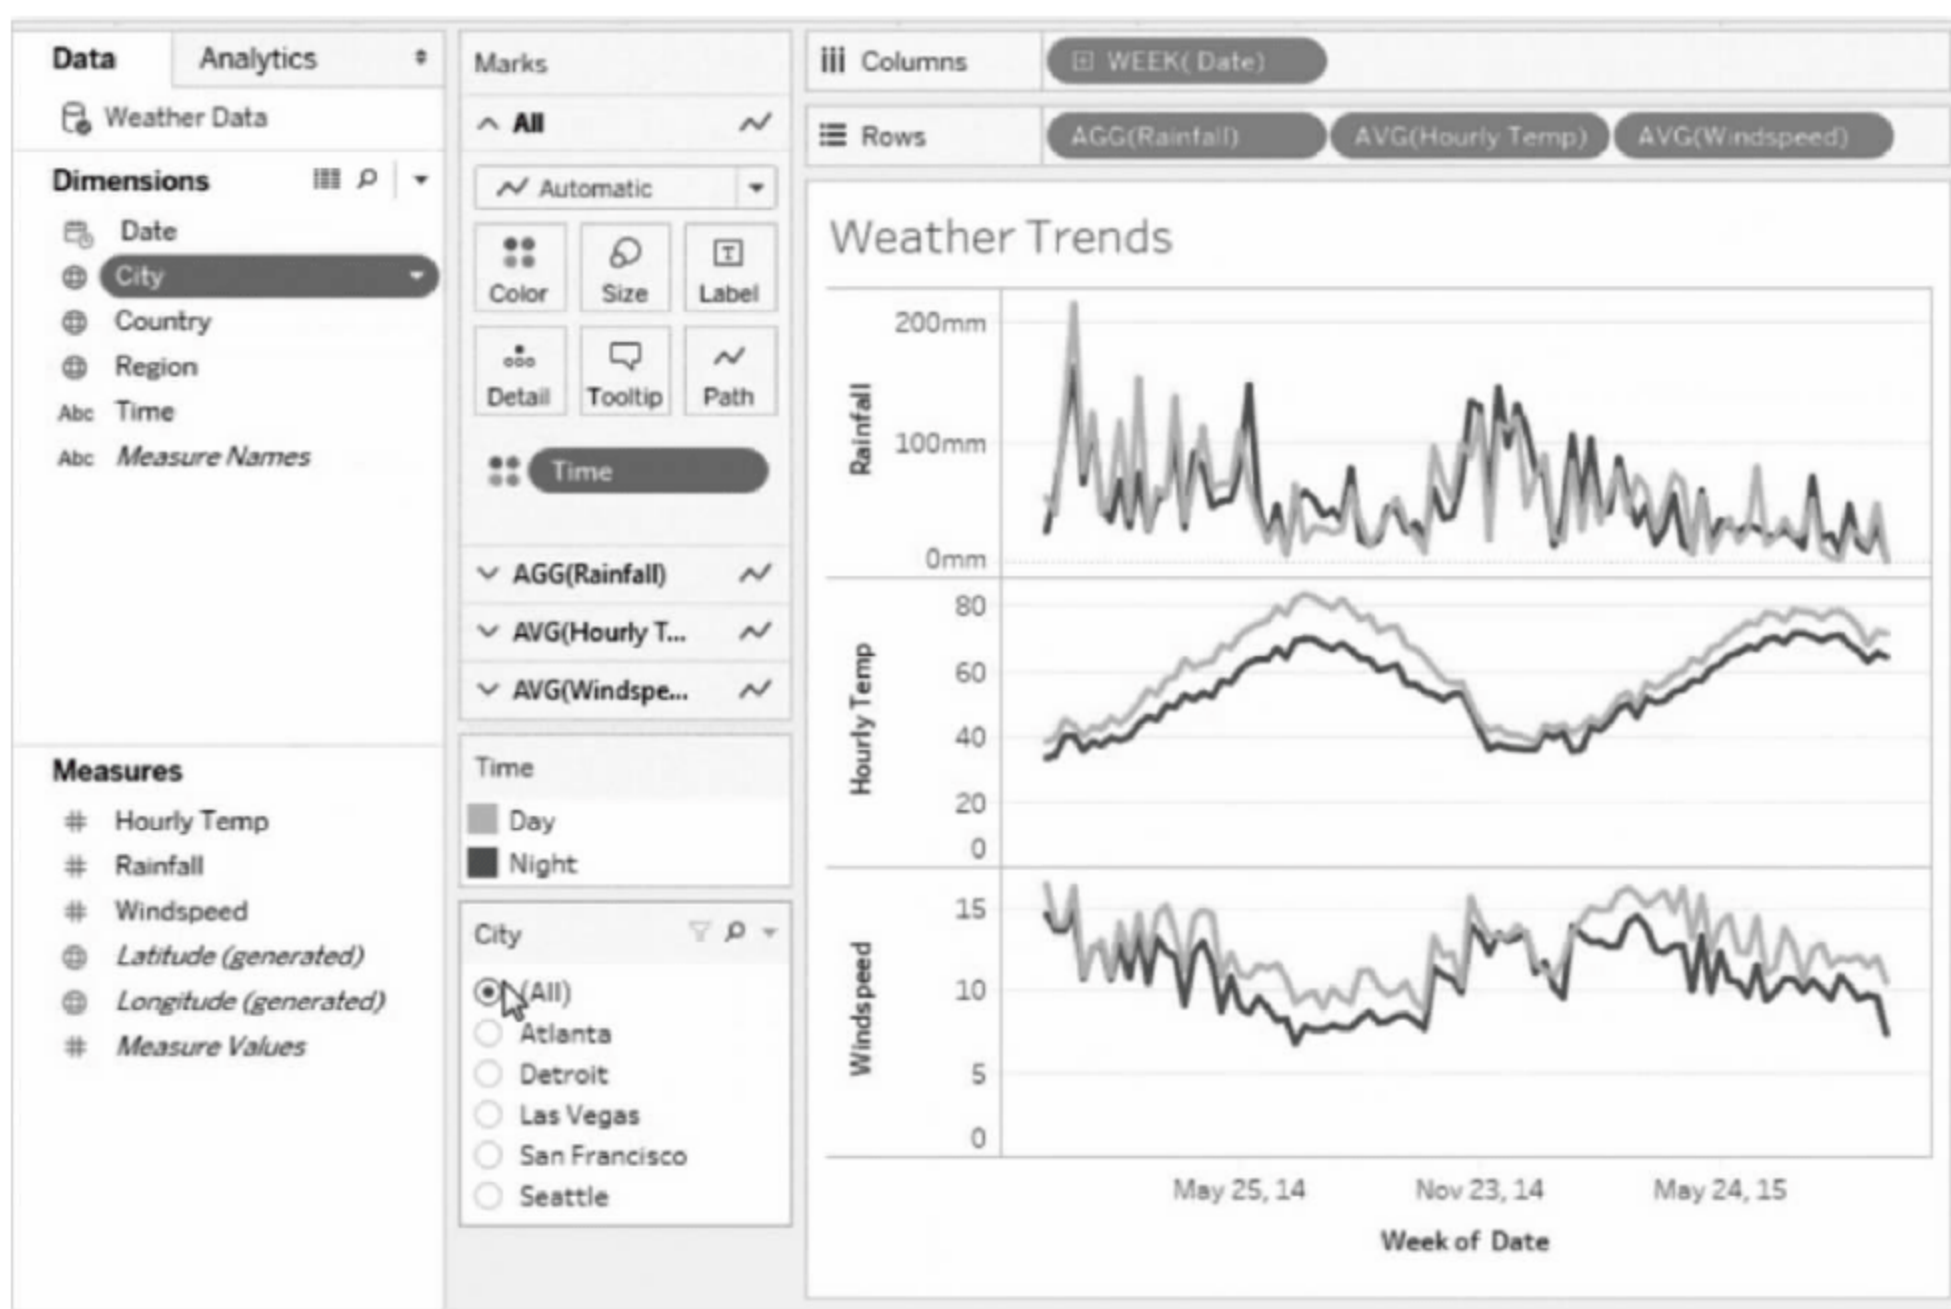 Data
Analytics
Weather Data
Dimensions
Date
City
Country
Region
Abc Time
Abc Measure Names
Measures
Hourly Temp
Rainfall
Windspeed
Latitude (generated)
Longitude (generated)
Measure Values
Marks
All
Automatic
Color Size Label
Detail Tooltip Path
Time
AGG(Rainfall)
AVG(Hourly T...
AVG(Windspe...
Time
Day
Night
City
(All)
Atlanta
Detroit
Las Vegas
San Francisco
Seattle
Columns WEEK( Date)
Rows AGG(Rainfall) AVG(Hourly Temp) AVG(Windspeed)
Weather Trends
Rainfall
200mm
100mm
0mm
Hourly Temp
80
60
40
20
0
Windspeed
15
10
5
0
May 25, 14 Nov 23, 14 May 24, 15
Week of Date